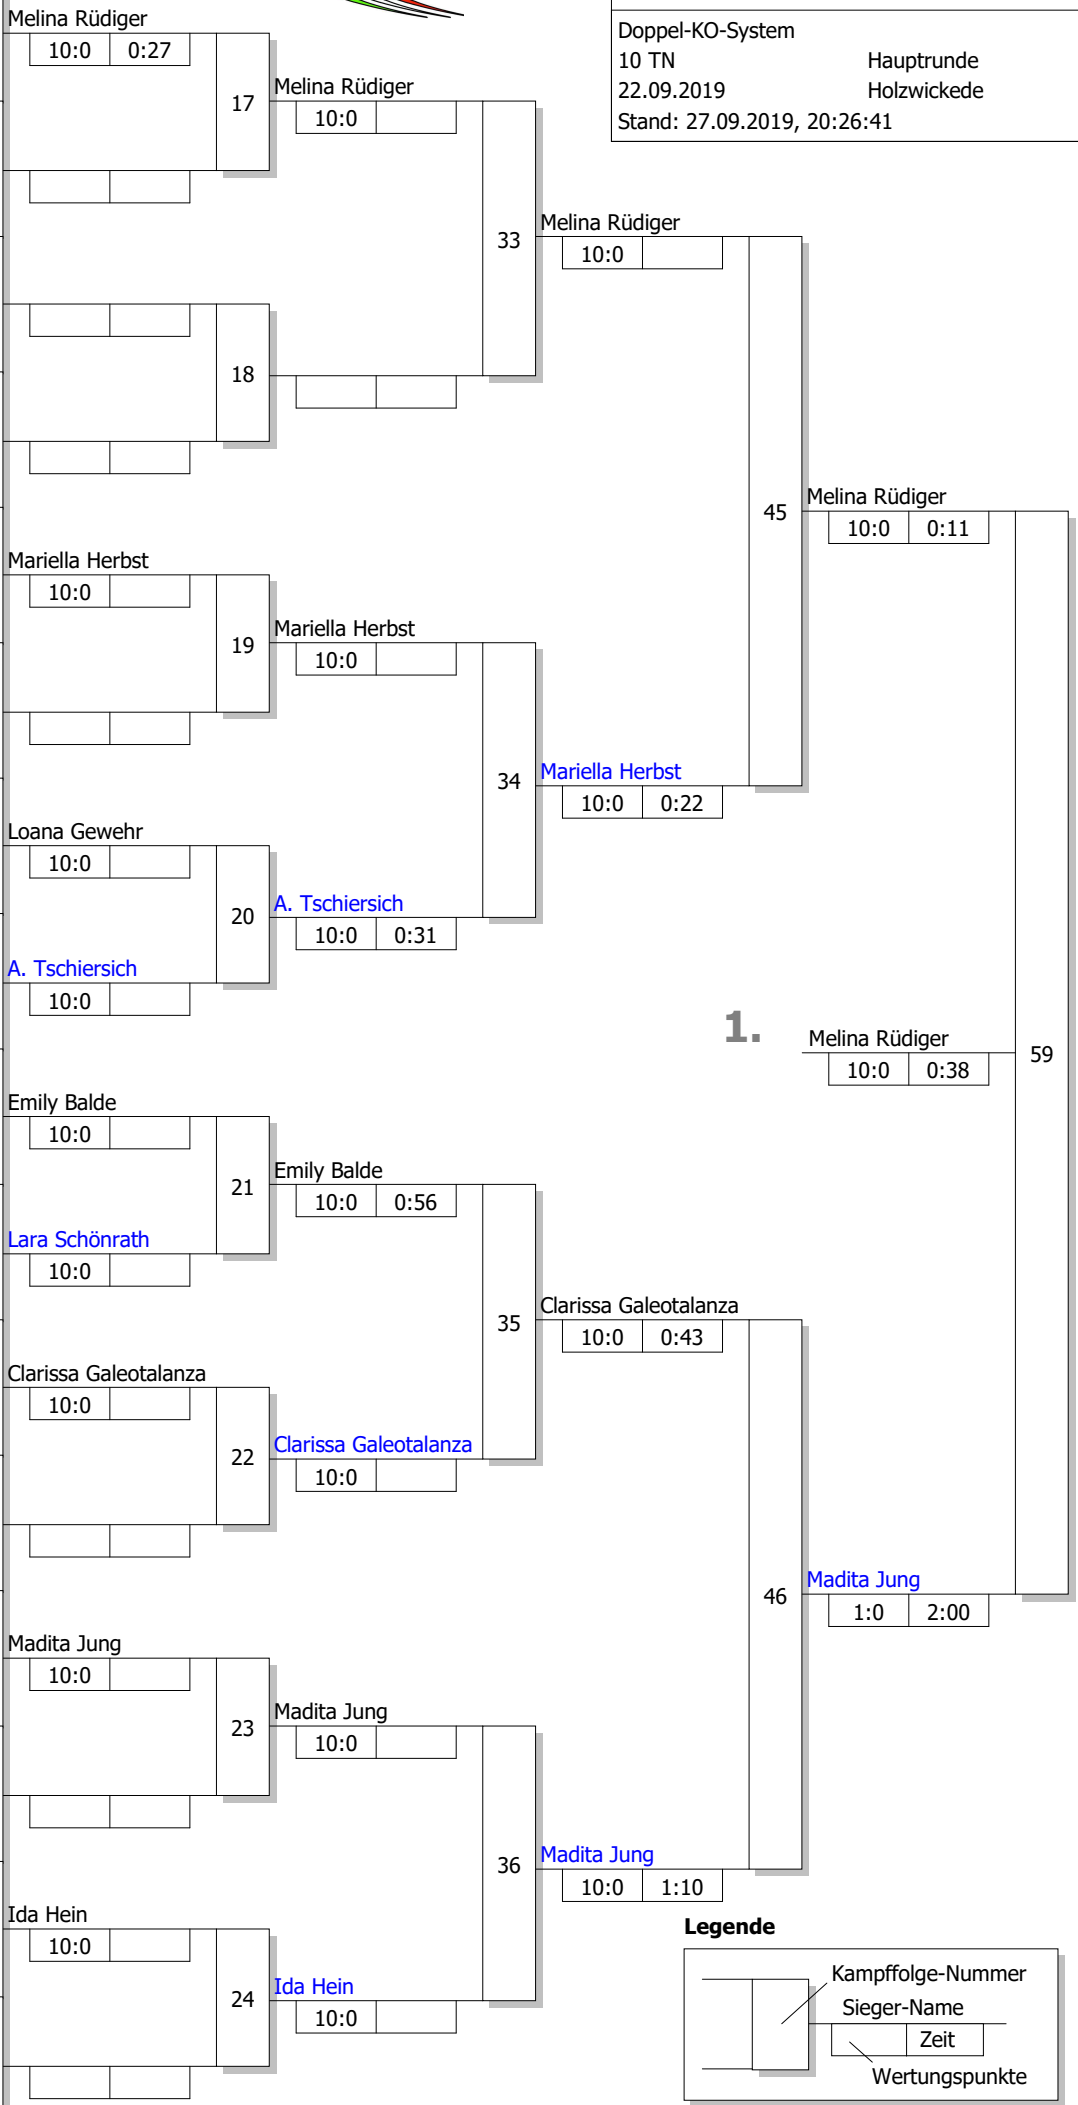 Melina Rüdiger
10:0 0:27
Doppel-KO-System
10 TN Hauptrunde
22.09.2019 Holzwickede
Stand: 27.09.2019, 20:26:41
17
Melina Rüdiger
10:0
33
Melina Rüdiger
10:0
18
45
Melina Rüdiger
10:0 0:11
Mariella Herbst
10:0
19
Mariella Herbst
10:0
34
Mariella Herbst
10:0 0:22
Loana Gewehr
10:0
20
A. Tschiersich
10:0 0:31
A. Tschiersich
10:0
1.
Melina Rüdiger
10:0 0:38
59
Emily Balde
10:0
21
Emily Balde
10:0 0:56
Lara Schönrath
10:0
35
Clarissa Galeotalanza
10:0 0:43
Clarissa Galeotalanza
10:0
22
Clarissa Galeotalanza
10:0
46
Madita Jung
1:0 2:00
Madita Jung
10:0
23
Madita Jung
10:0
36
Madita Jung
10:0 1:10
Ida Hein
10:0
24
Ida Hein
10:0
Legende
Kampffolge-Nummer
Sieger-Name
Zeit
Wertungspunkte